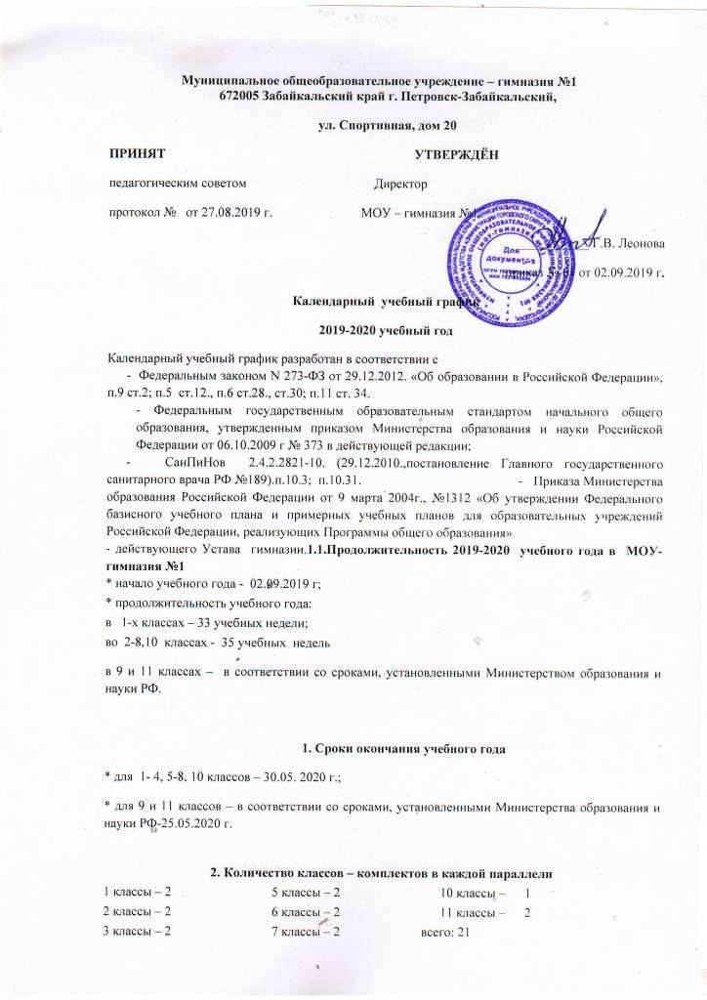 Муниципальное общеобразовательное учреждение – гимназия №1
672005 Забайкальский край г. Петровск-Забайкальский,
ул. Спортивная, дом 20
ПРИНЯТ УТВЕРЖДЁН
педагогическим советом Директор
протокол № от 27.08.2019 г. МОУ – гимназия №1
Г.В. Леонова
Для документов
приказ № от 02.09.2019 г.
Календарный учебный график
2019-2020 учебный год
Календарный учебный график разработан в соответствии с
- Федеральным законом N 273-ФЗ от 29.12.2012. «Об образовании в Российской Федерации»,
п.9 ст.2; п.5 ст.12., п.6 ст.28., ст.30; п.11 ст. 34.
- Федеральным государственным образовательным стандартом начального общего
образования, утвержденным приказом Министерства образования и науки Российской
Федерации от 06.10.2009 г № 373 в действующей редакции;
- СанПиНов 2.4.2.2821-10. (29.12.2010.,постановление Главного государственного
санитарного врача РФ №189).п.10.3; п.10.31. - Приказа Министерства
образования Российской Федерации от 9 марта 2004г., №1312 «Об утверждении Федерального
базисного учебного плана и примерных учебных планов для образовательных учреждений
Российской Федерации, реализующих Программы общего образования»
- действующего Устава гимназии.1.1.Продолжительность 2019-2020 учебного года в МОУ-
гимназия №1
* начало учебного года - 02.09.2019 г;
* продолжительность учебного года:
в 1-х классах – 33 учебных недели;
во 2-8,10 классах - 35 учебных недель
в 9 и 11 классах – в соответствии со сроками, установленными Министерством образования и
науки РФ.
1. Сроки окончания учебного года
* для 1- 4, 5-8, 10 классов – 30.05. 2020 г.;
* для 9 и 11 классов – в соответствии со сроками, установленными Министерства образования и
науки РФ-25.05.2020 г.
2. Количество классов – комплектов в каждой параллели
1 классы – 2 5 классы – 2 10 классы – 1
2 классы – 2 6 классы – 2 11 классы – 2
3 классы – 2 7 классы – 2 всего: 21